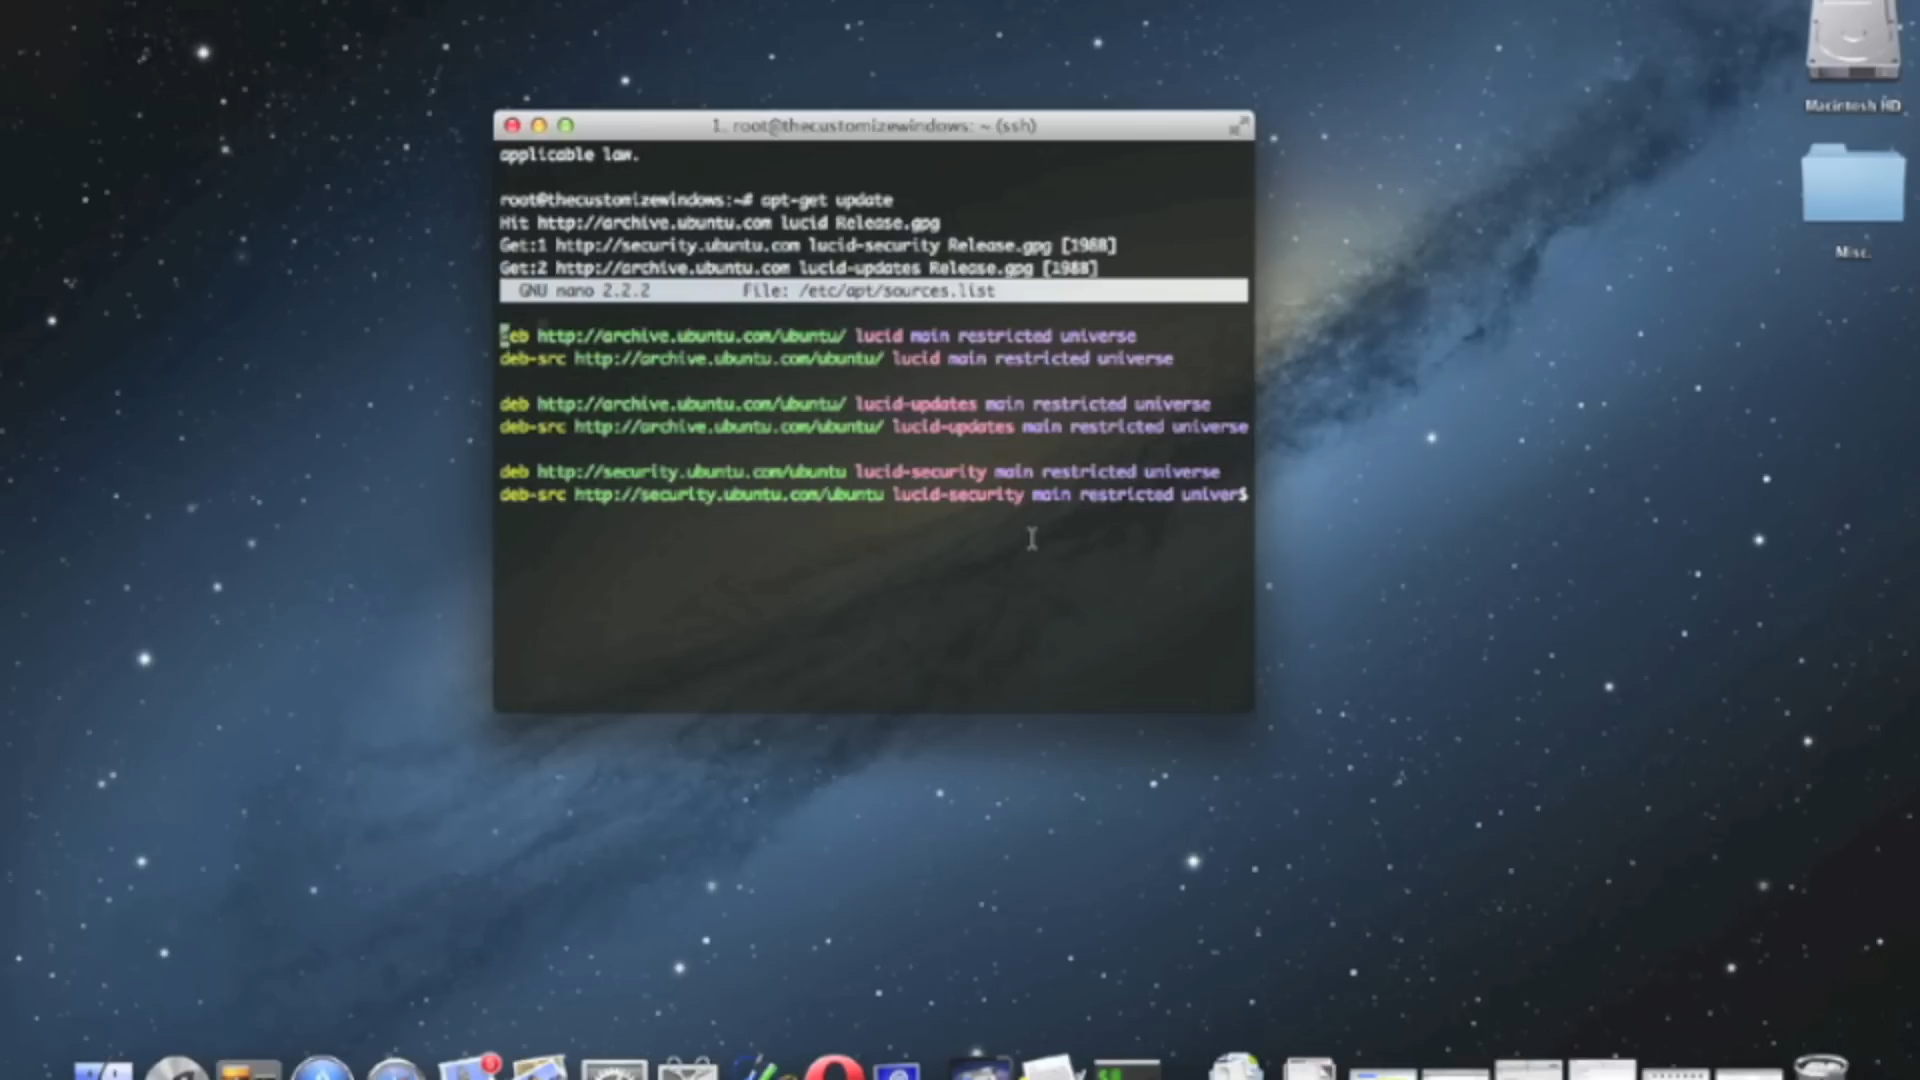 1. root@thecustomizewindows: ~ (ssh)
Macintosh HD
Misc.
applicable law.
root@thecustomizewindows:~# apt-get update
Hit http://archive.ubuntu.com lucid Release.gpg
Get:1 http://security.ubuntu.com lucid-security Release.gpg [198B]
Get:2 http://archive.ubuntu.com lucid-updates Release.gpg [198B]
GNU nano 2.2.2 File: /etc/apt/sources.list
deb http://archive.ubuntu.com/ubuntu/ lucid main restricted universe
deb-src http://archive.ubuntu.com/ubuntu/ lucid main restricted universe
deb http://archive.ubuntu.com/ubuntu/ lucid-updates main restricted universe
deb-src http://archive.ubuntu.com/ubuntu/ lucid-updates main restricted universe
deb http://security.ubuntu.com/ubuntu lucid-security main restricted universe
deb-src http://security.ubuntu.com/ubuntu lucid-security main restricted univer$